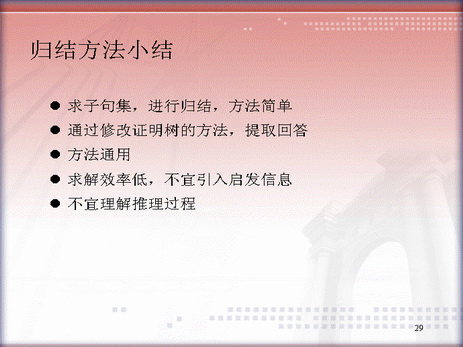 归结方法小结
● 求子句集，进行归结，方法简单
● 通过修改证明树的方法，提取回答
● 方法通用
● 求解效率低，不宜引入启发信息
● 不宜理解推理过程
29